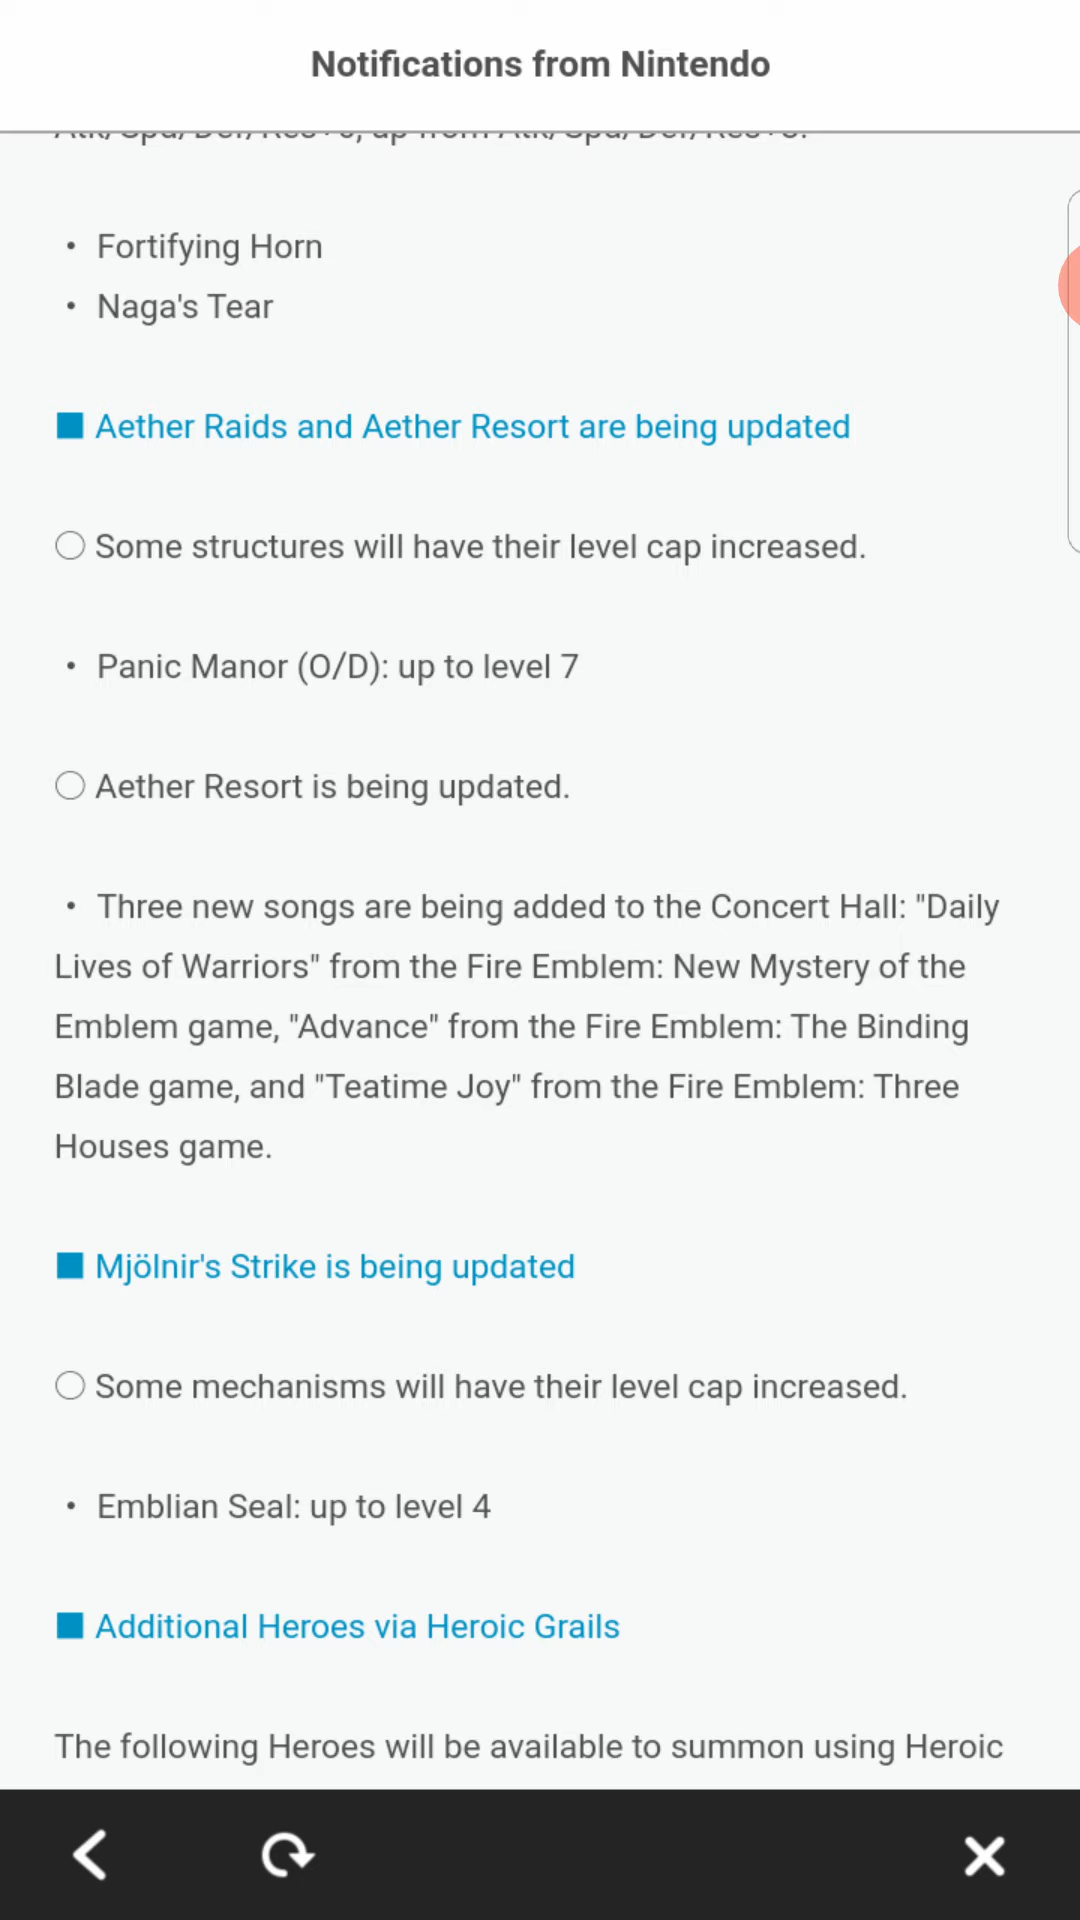 Notifications from Nintendo
• Fortifying Horn
• Naga's Tear
■ Aether Raids and Aether Resort are being updated
○ Some structures will have their level cap increased.
• Panic Manor (O/D): up to level 7
○ Aether Resort is being updated.
• Three new songs are being added to the Concert Hall: "Daily
Lives of Warriors" from the Fire Emblem: New Mystery of the
Emblem game, "Advance" from the Fire Emblem: The Binding
Blade game, and "Teatime Joy" from the Fire Emblem: Three
Houses game.
■ Mjölnir's Strike is being updated
○ Some mechanisms will have their level cap increased.
• Emblian Seal: up to level 4
■ Additional Heroes via Heroic Grails
The following Heroes will be available to summon using Heroic